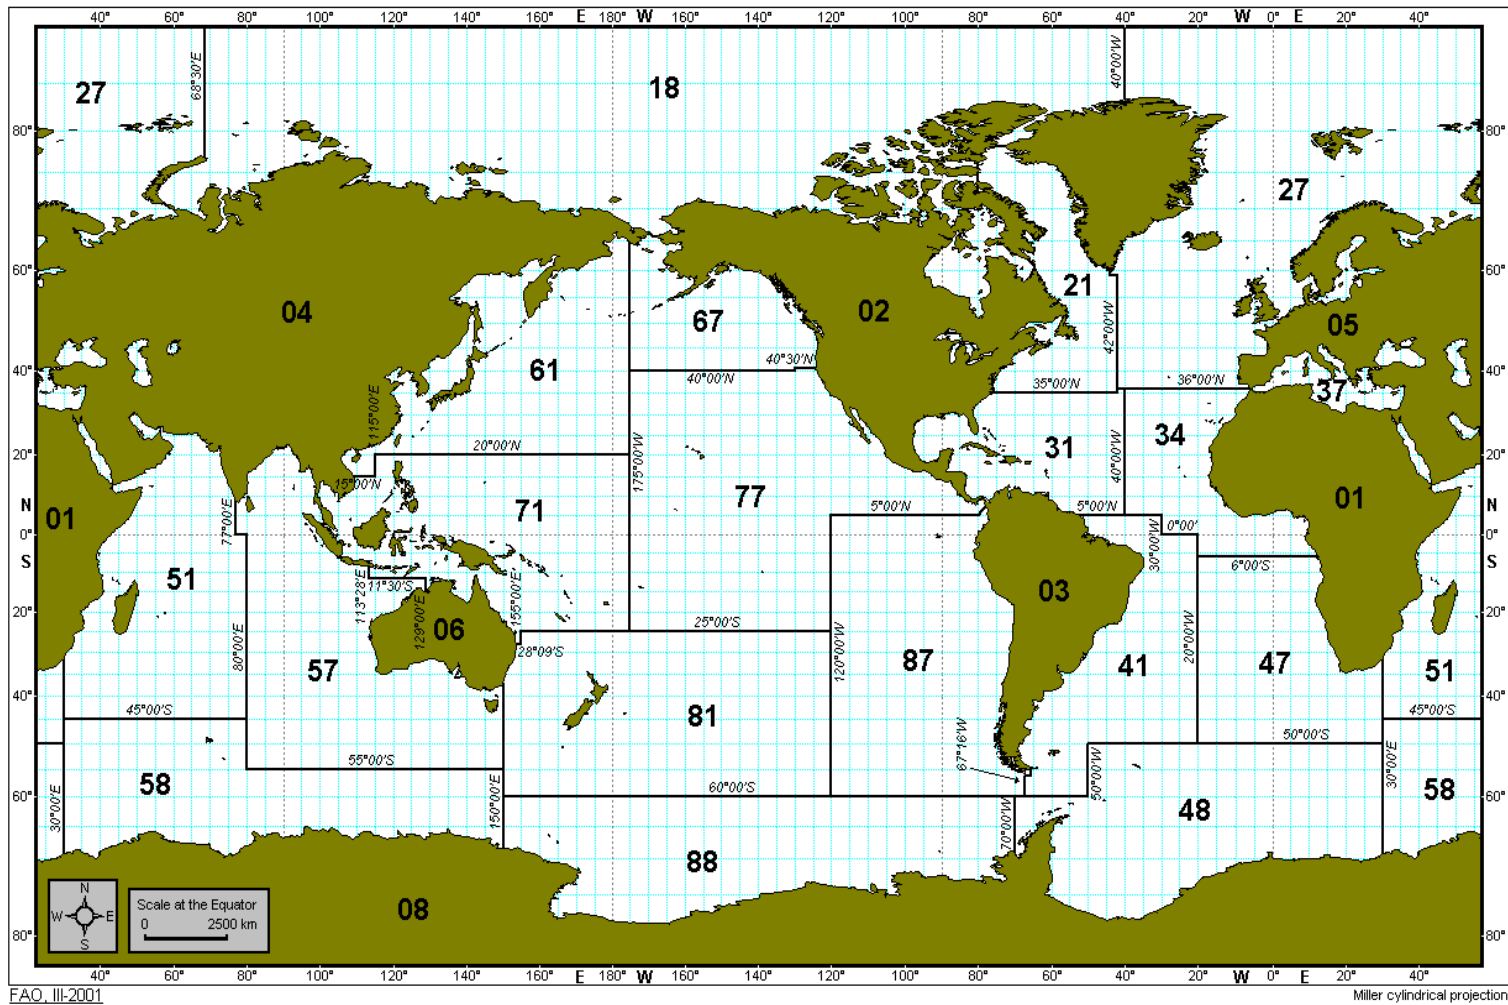 40° 60° 80° 100° 120° 140° 160° E 180° W 160° 140° 120° 100° 80° 60° 40° 20° W 0° E 20° 40°
68°30'E
40°00'W
27
18
80° 80°
27
60° 60°
21
04
02
67
05
42°00'W
61
40°30'N
40° 40°
40°00'N
35°00'N
36°00'N
37
115°00'E
31
34
20°00'N
20° 20°
175°00'W
40°00'W
15°00'N
77
01
N N
71
5°00'N
5°00'N
01
77°00'E
0°00'
0° 0°
30°00'W
S S
6°00'S
51
113°28'E
11°30'S
155°00'E
03
20° 20°
129°00'E
06
25°00'S
80°00'E
120°00'W
20°00'W
28°09'S
57
87
41
47
51
40° 40°
45°00'S
81
45°00'S
67°16'W
50°00'S
55°00'S
50°00'W
30°00'E
58
58
60°00'S
60° 60°
30°00'E
150°00'E
70°00'W
48
88
N
W E
S
Scale at the Equator
0 2500 km
08
80° 80°
40° 60° 80° 100° 120° 140° 160° E 180° W 160° 140° 120° 100° 80° 60° 40° 20° W 0° E 20° 40°
FAO, III-2001
Miller cylindrical projection